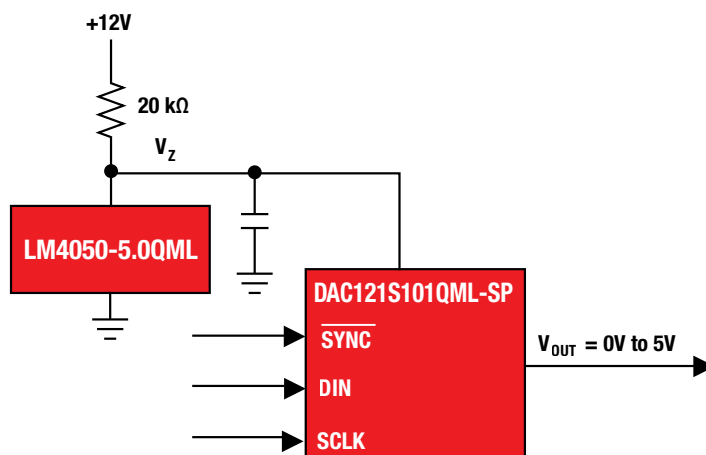 +12V
20 kΩ
VZ
LM4050-5.0QML
DAC121S101QML-SP
SYNC
VOUT = 0V to 5V
DIN
SCLK